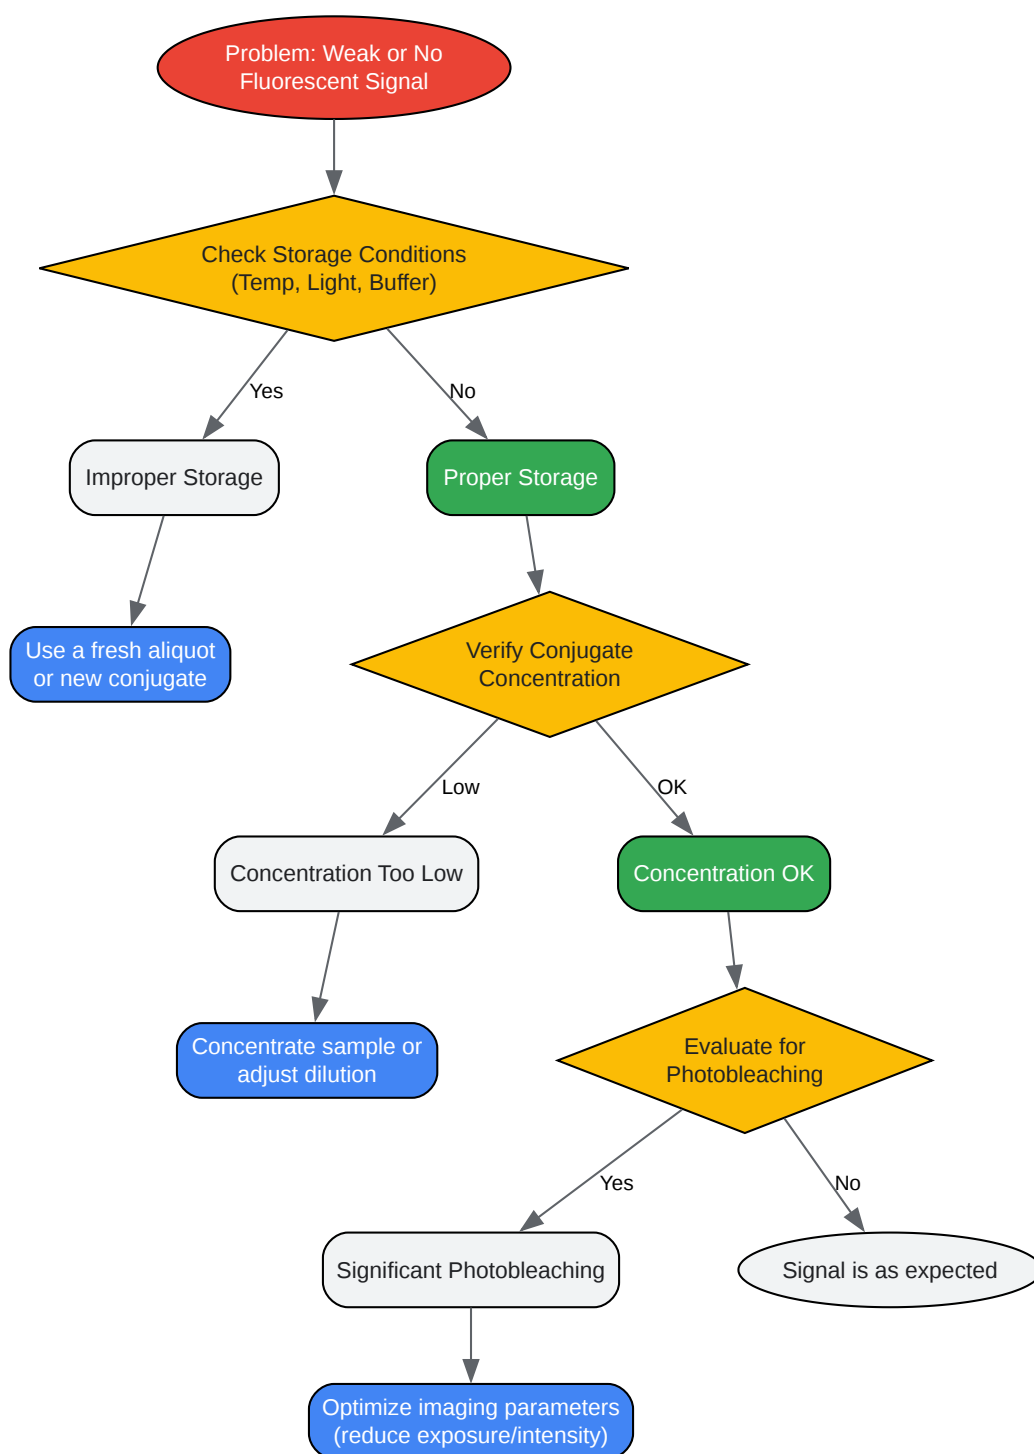 Problem: Weak or No
Fluorescent Signal
Check Storage Conditions
(Temp, Light, Buffer)
Yes
No
Improper Storage
Proper Storage
Use a fresh aliquot
or new conjugate
Verify Conjugate
Concentration
Low
OK
Concentration Too Low
Concentration OK
Concentrate sample or
adjust dilution
Evaluate for
Photobleaching
Yes
No
Significant Photobleaching
Signal is as expected
Optimize imaging parameters
(reduce exposure/intensity)